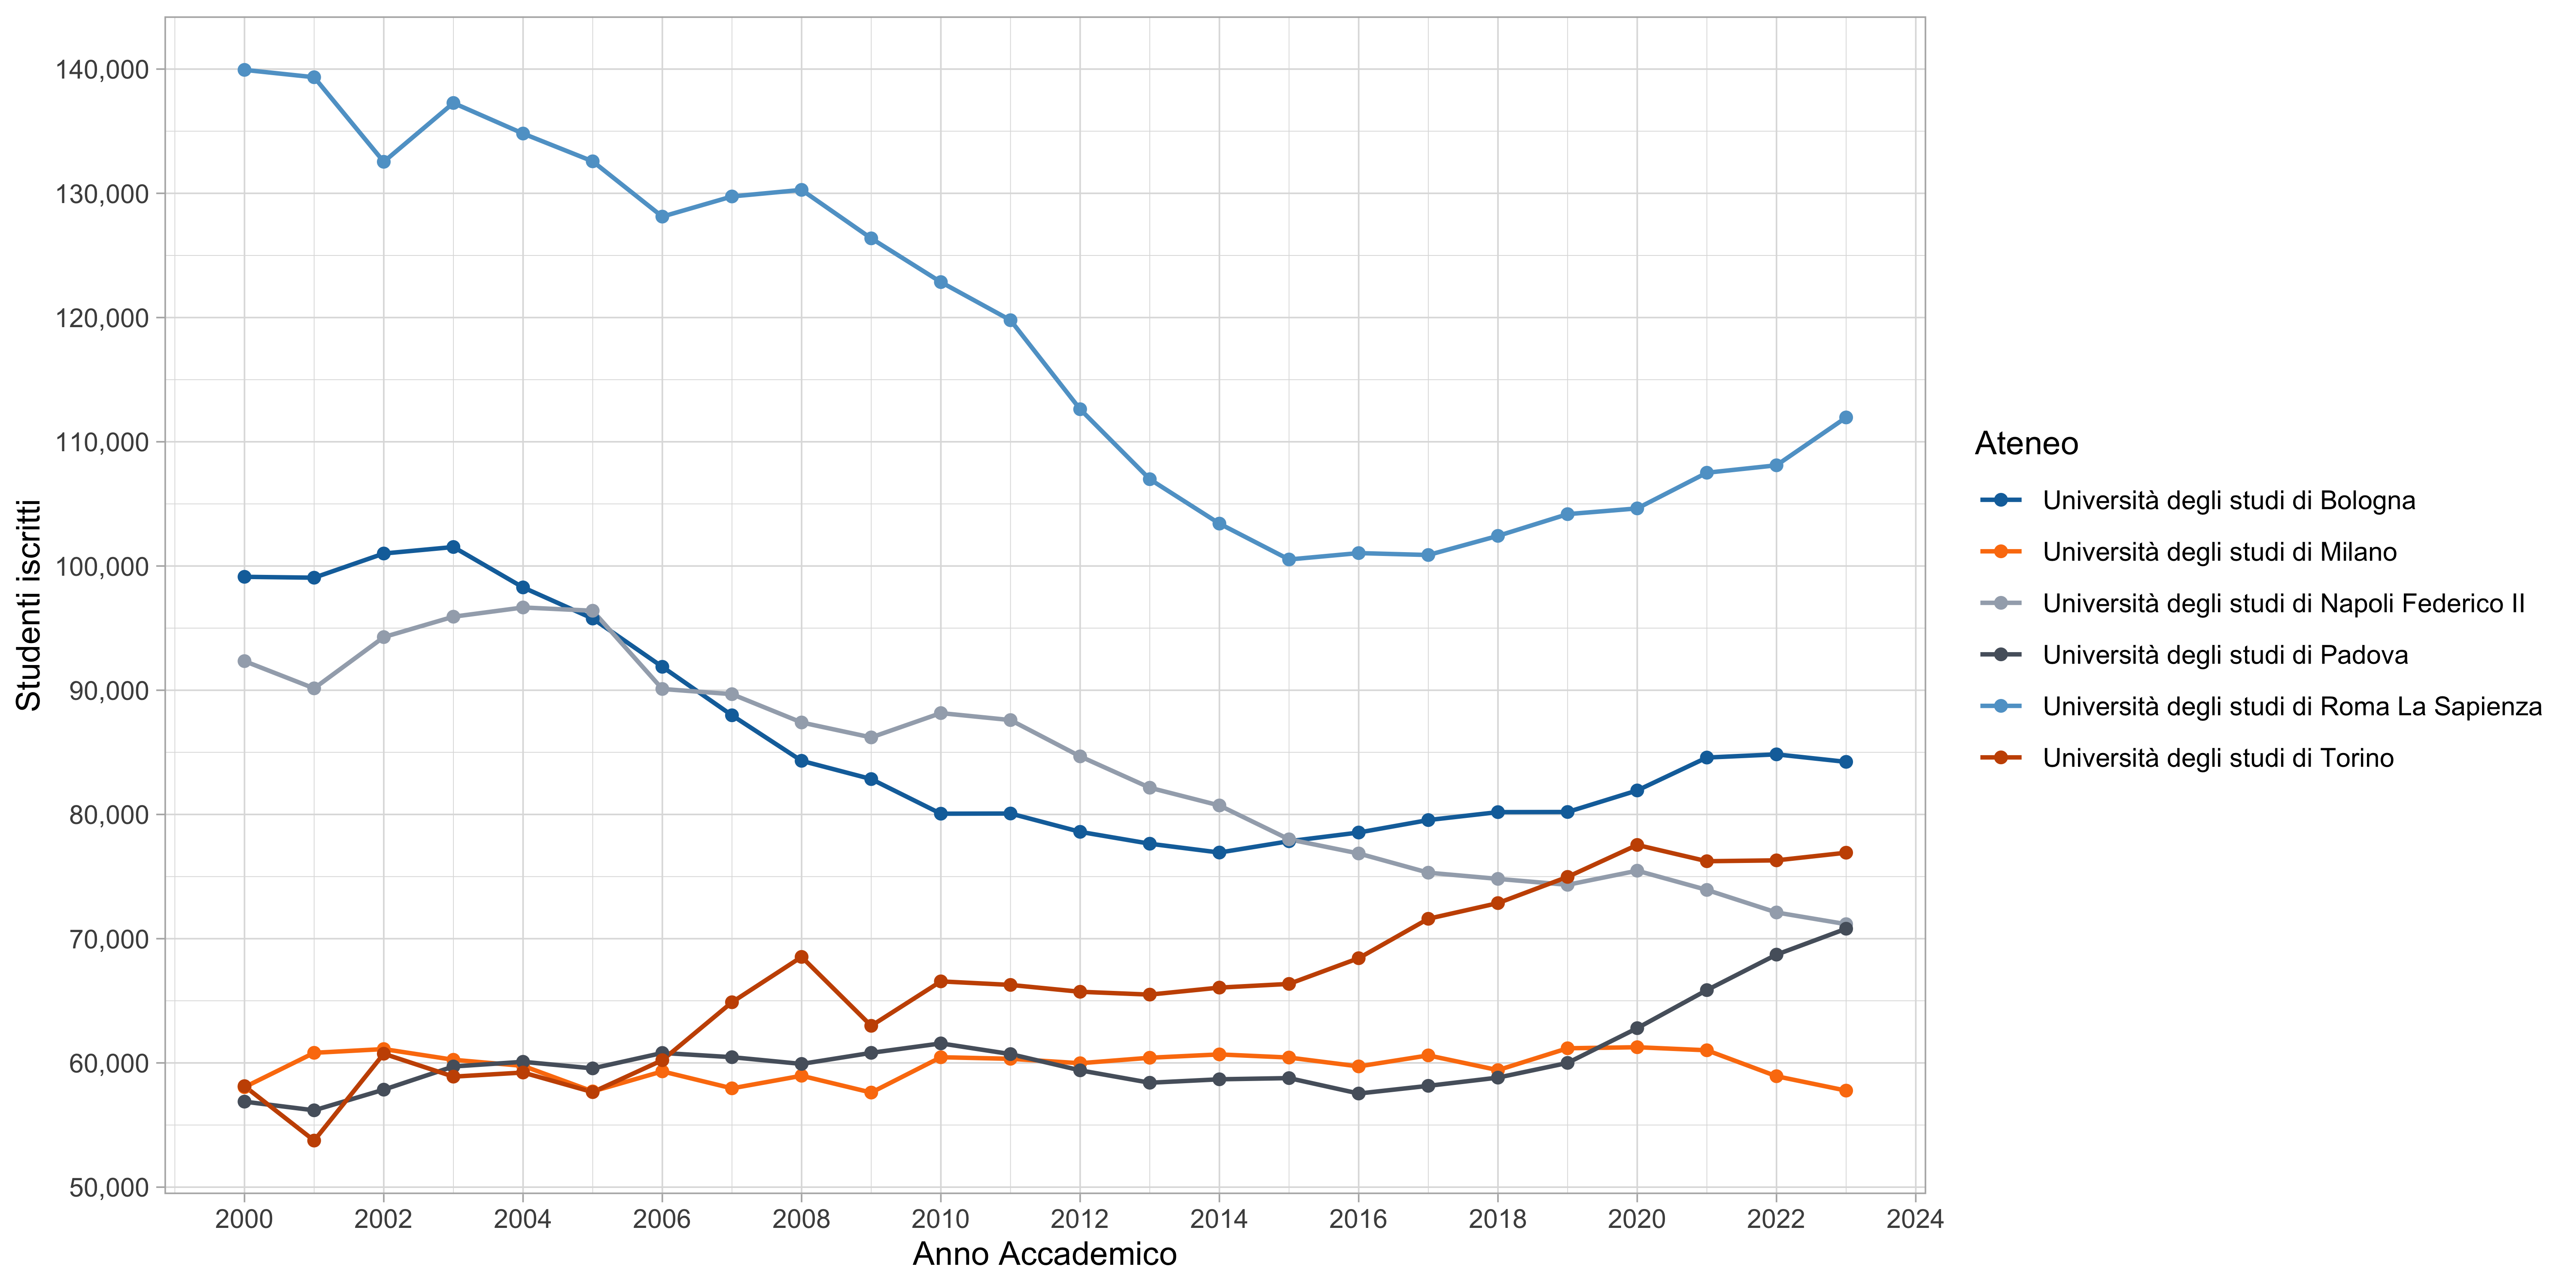 140,000
130,000
120,000
110,000
100,000
90,000
80,000
70,000
60,000
50,000
Studenti iscritti
2000 2002 2004 2006 2008 2010 2012 2014 2016 2018 2020 2022 2024
Anno Accademico
Ateneo
Università degli studi di Bologna
Università degli studi di Milano
Università degli studi di Napoli Federico II
Università degli studi di Padova
Università degli studi di Roma La Sapienza
Università degli studi di Torino